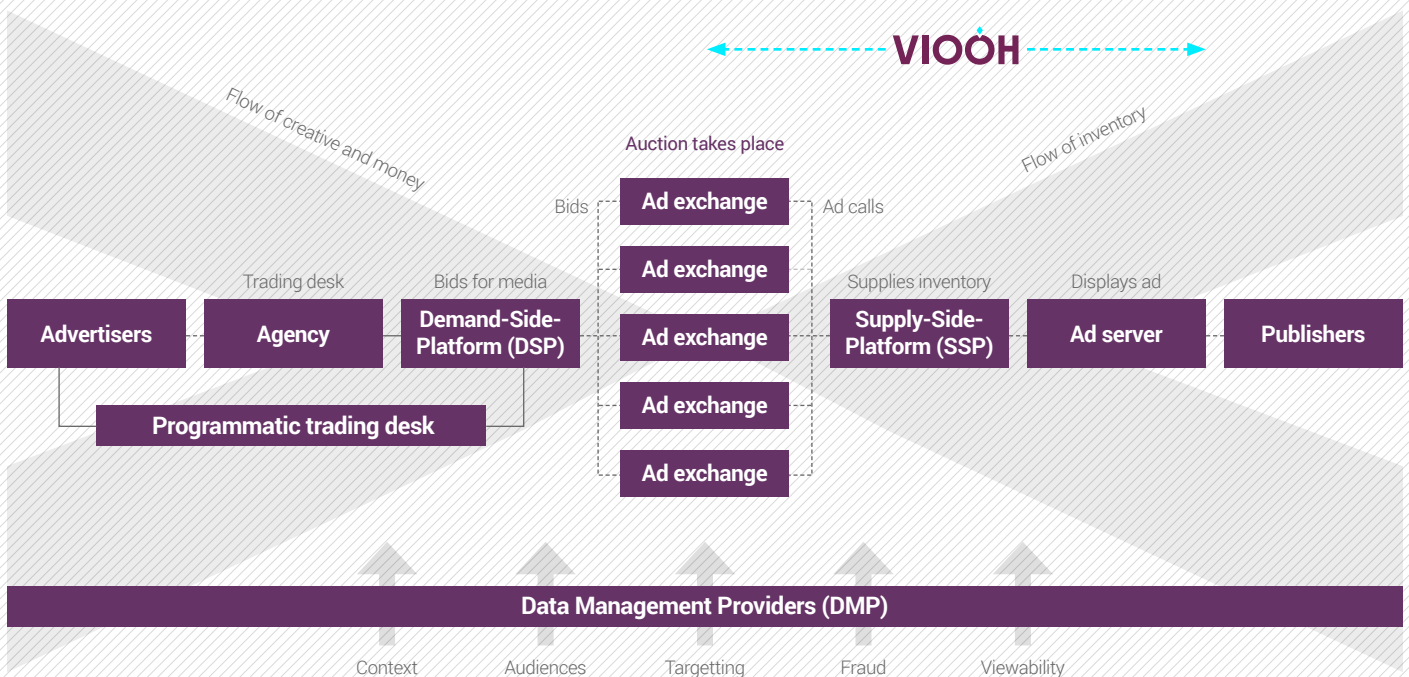 VIOOH
Flow of creative and money
Flow of inventory
Auction takes place
Bids
Ad exchange
Ad calls
Ad exchange
Ad exchange
Ad exchange
Ad exchange
Trading desk
Bids for media
Supplies inventory
Displays ad
Advertisers
Agency
Demand-Side-
Platform (DSP)
Supply-Side-
Platform (SSP)
Ad server
Publishers
Programmatic trading desk
Data Management Providers (DMP)
Context
Audiences
Targetting
Fraud
Viewability